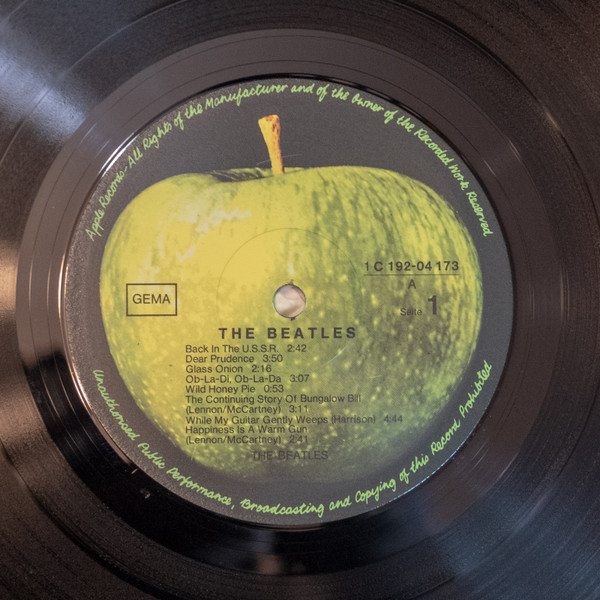 Apple Records-All Rights of the Manufacturer and of the Owner of the Recorded Work Reserved
1 C 192-04 173
A
GEMA
Seite 1
THE BEATLES
Back In The U.S.S.R. 2:42
Dear Prudence 3:50
Glass Onion 2:16
Ob-La-Di, Ob-La-Da 3:07
Wild Honey Pie 0:53
The Continuing Story Of Bungalow Bill
(Lennon/McCartney) 3:11
While My Guitar Gently Weeps (Harrison) 4:44
Happiness Is A Warm Gun
(Lennon/McCartney) 2:41
THE BEATLES
Unauthorised Public Performance, Broadcasting and Copying of this Record Prohibited